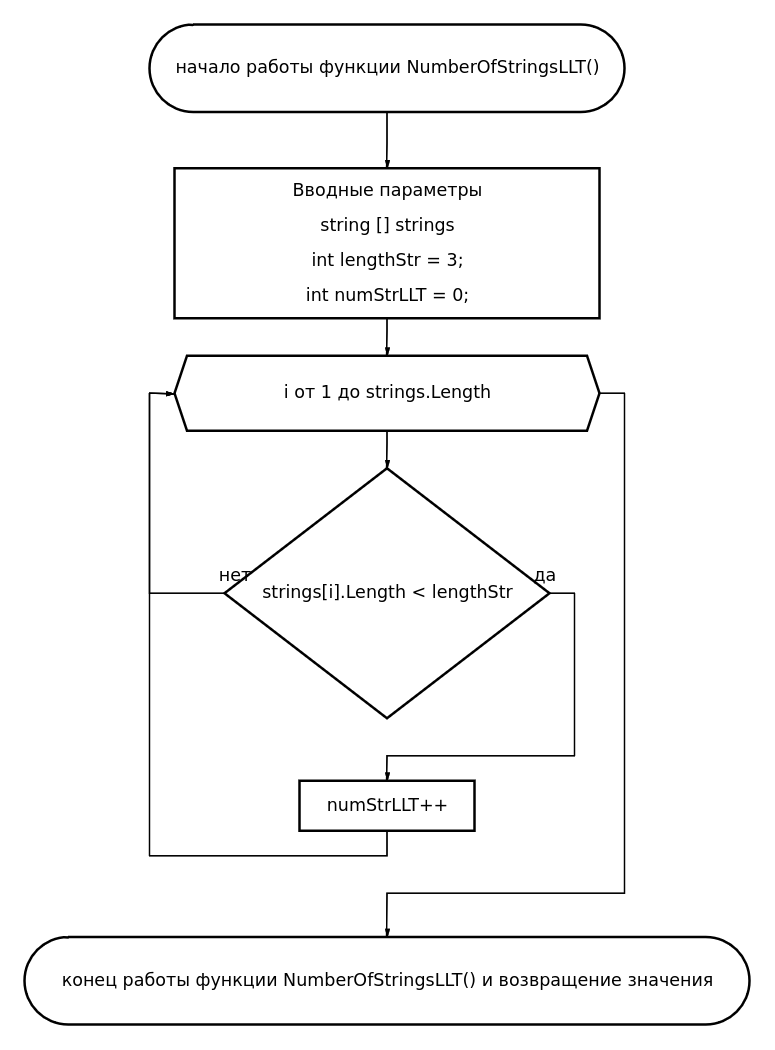 начало работы функции NumberOfStringsLLT()
Вводные параметры
string [] strings
int lengthStr = 3;
int numStrLLT = 0;
i от 1 до strings.Length
нет
да
strings[i].Length < lengthStr
numStrLLT++
конец работы функции NumberOfStringsLLT() и возвращение значения